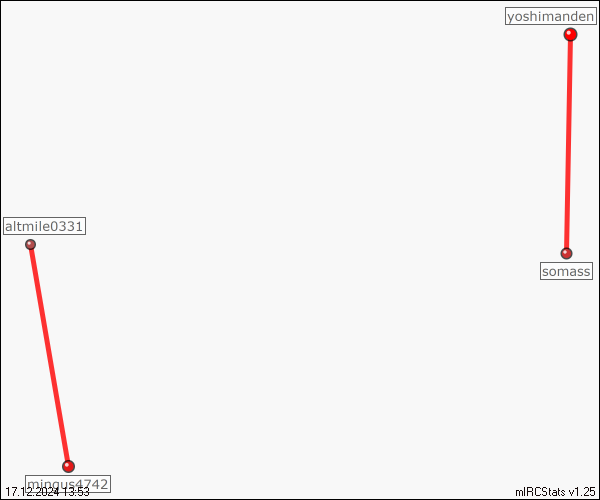 yoshimanden
altmile0331
somass
mingus4742
17.12.2024 13:53
mIRCStats v1.25